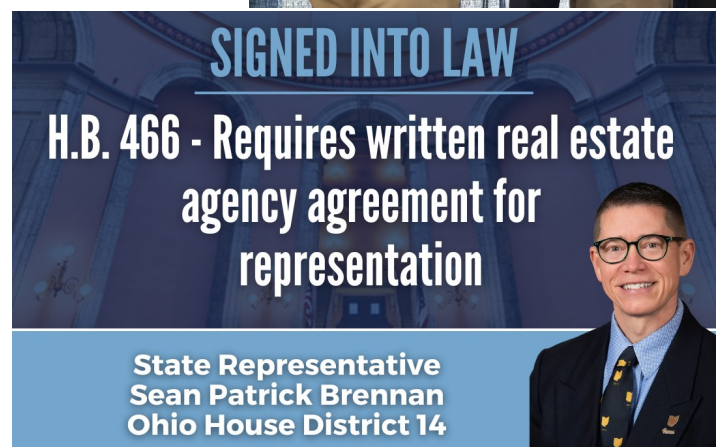 SIGNED INTO LAW
H.B. 466 - Requires written real estate
agency agreement for
representation
State Representative
Sean Patrick Brennan
Ohio House District 14